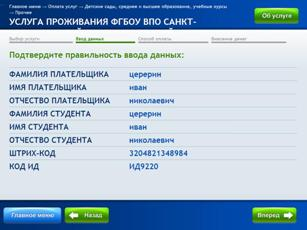 Главное меню → Оплата услуг → Детские сады, среднее и высшее образование, учебные курсы
→ Прочее
УСЛУГА ПРОЖИВАНИЯ ФГБОУ ВПО САНКТ-
Об услуге
Выбор услуги
Ввод данных
Способ оплаты
Внесение денег
Подтвердите правильность ввода данных:
ФАМИЛИЯ ПЛАТЕЛЬЩИКА церерин
ИМЯ ПЛАТЕЛЬЩИКА иван
ОТЧЕСТВО ПЛАТЕЛЬЩИКА николаевич
ФАМИЛИЯ СТУДЕНТА церерин
ИМЯ СТУДЕНТА иван
ОТЧЕСТВО СТУДЕНТА николаевич
ШТРИХ-КОД 3204821348984
КОД ИД ИД9220
Главное меню
Назад
Вперед